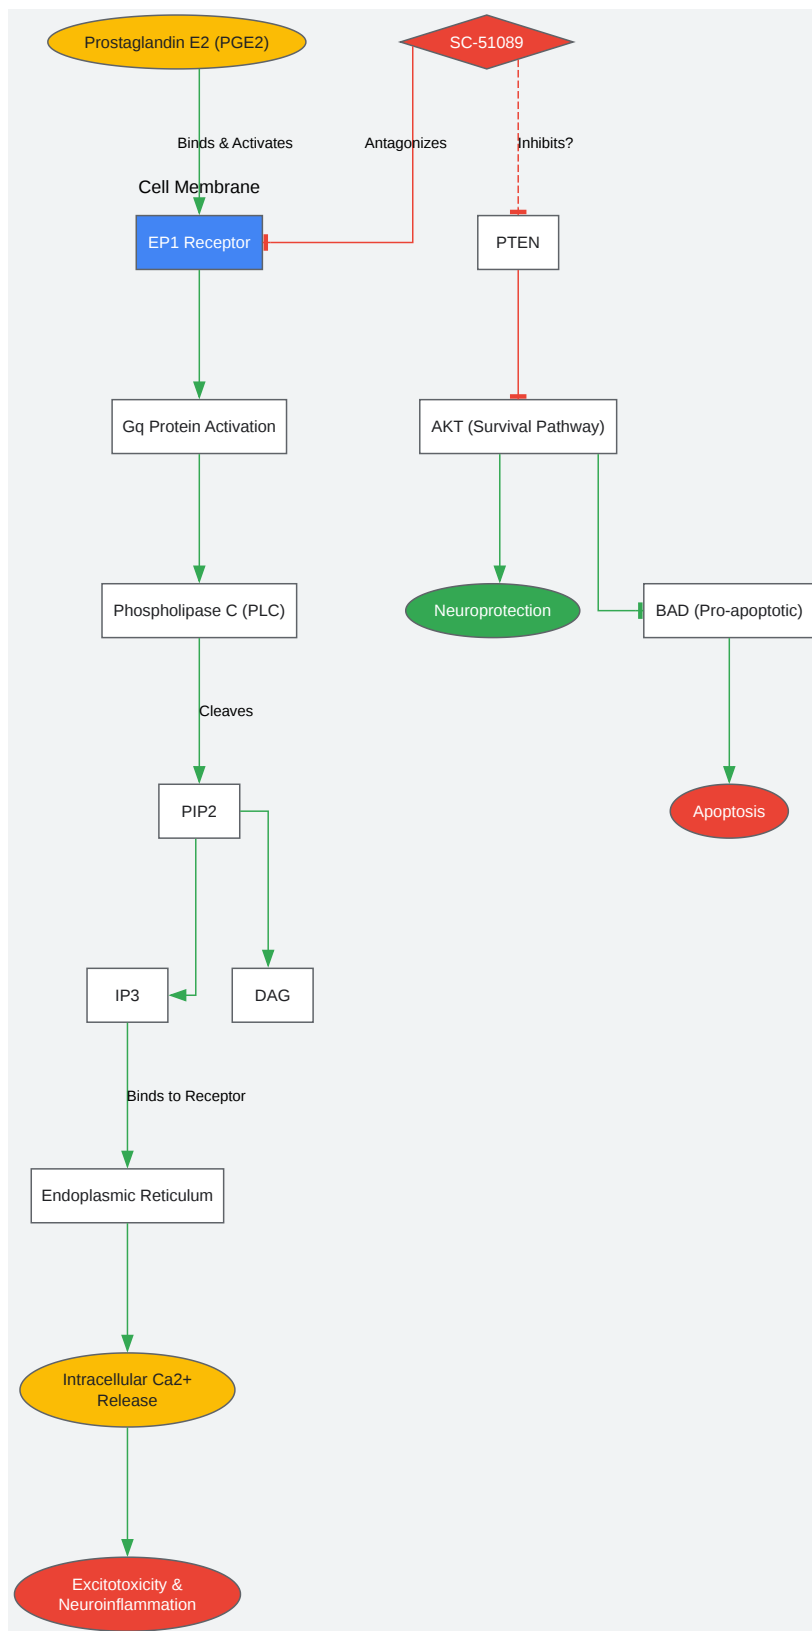 Prostaglandin E2 (PGE2)
SC-51089
Binds & Activates
Antagonizes
Inhibits?
Cell Membrane
EP1 Receptor
PTEN
Gq Protein Activation
AKT (Survival Pathway)
Phospholipase C (PLC)
Neuroprotection
BAD (Pro-apoptotic)
Cleaves
PIP2
Apoptosis
IP3
DAG
Binds to Receptor
Endoplasmic Reticulum
Intracellular Ca2+
Release
Excitotoxicity &
Neuroinflammation